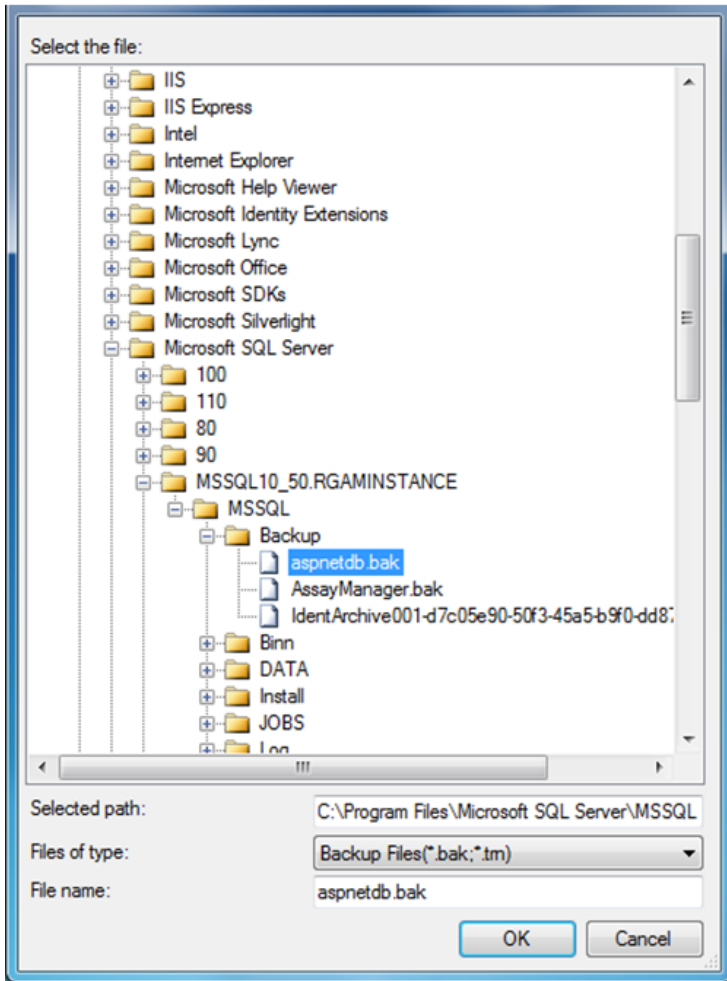 Select the file:
IIS
IIS Express
Intel
Internet Explorer
Microsoft Help Viewer
Microsoft Identity Extensions
Microsoft Lync
Microsoft Office
Microsoft SDKs
Microsoft Silverlight
Microsoft SQL Server
100
110
80
90
MSSQL10_50.RGAMINSTANCE
MSSQL
Backup
aspnetdb.bak
AssayManager.bak
IdentArchive001-d7c05e90-50f3-45a5-b9f0-dd87
Binn
DATA
Install
JOBS
Log
Selected path: C:\Program Files\Microsoft SQL Server\MSSQL
Files of type: Backup Files(*.bak;*.trn)
File name: aspnetdb.bak
OK Cancel